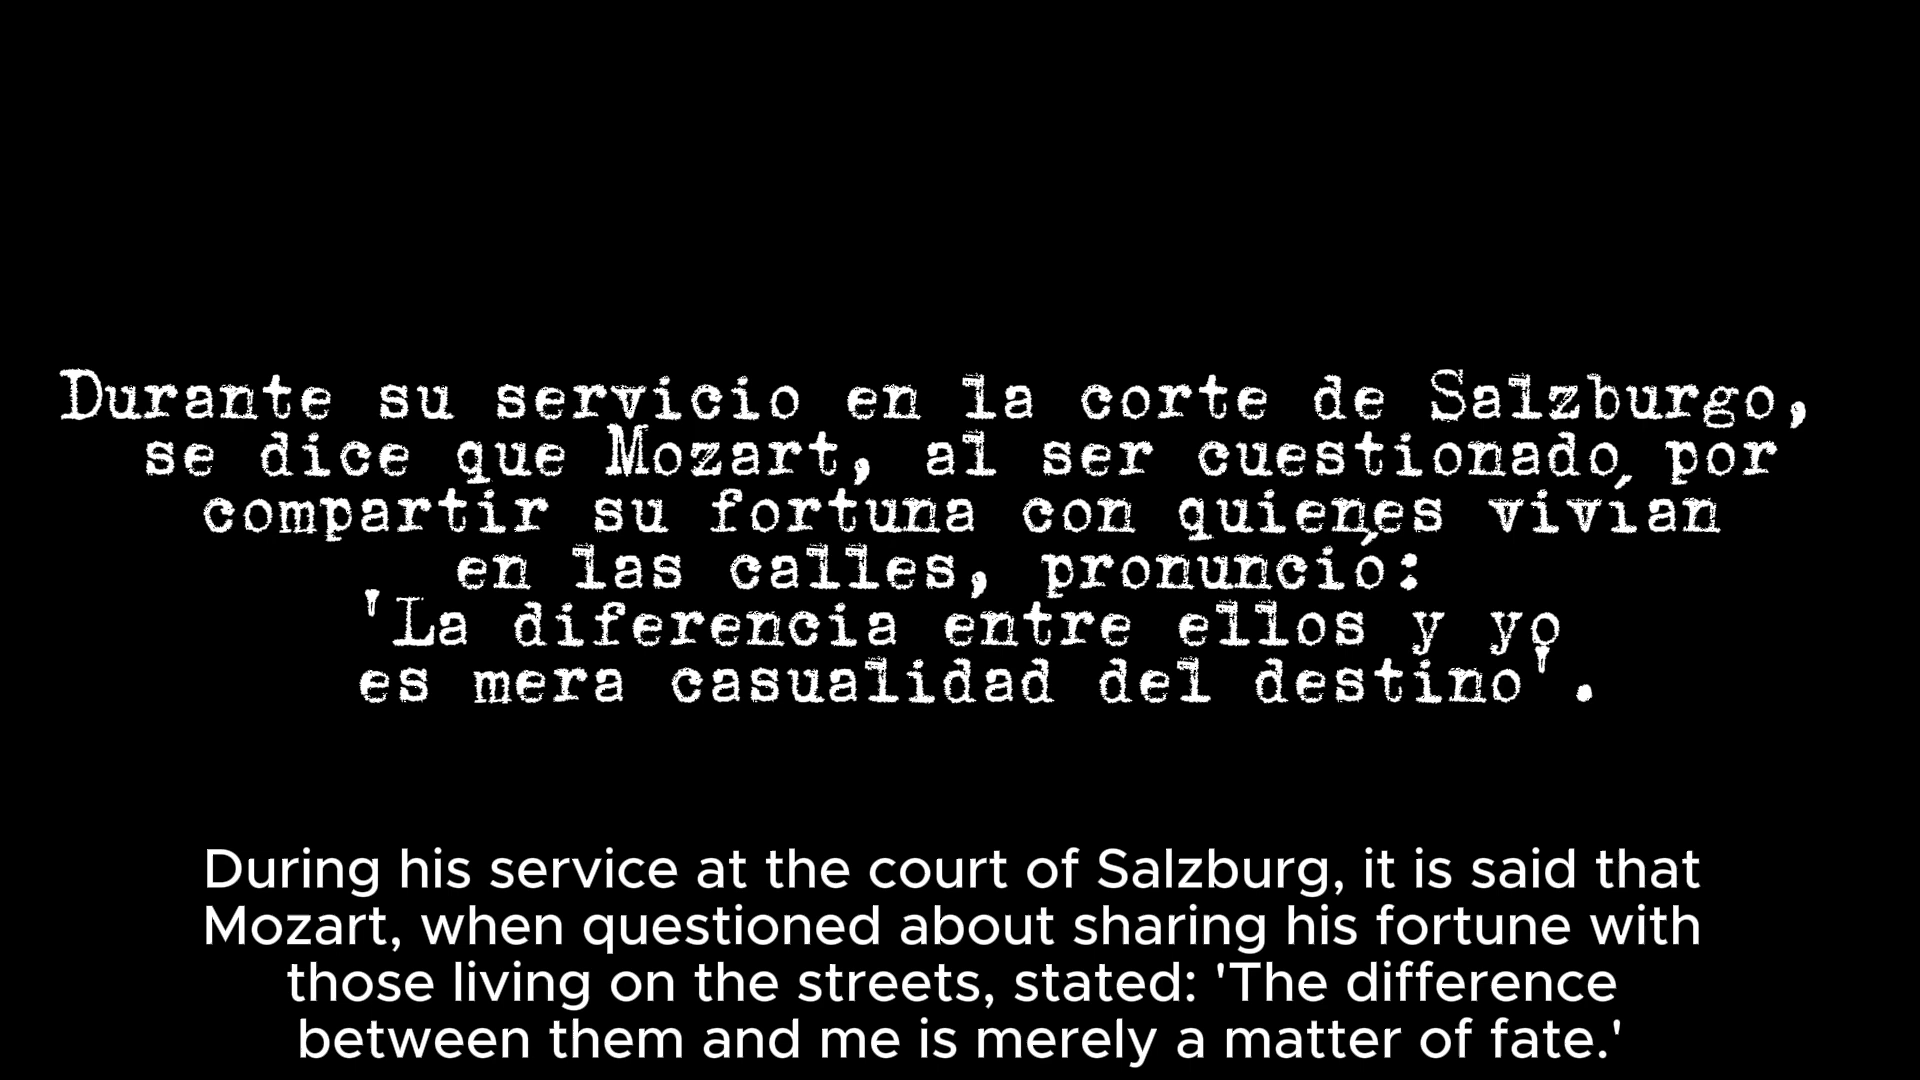 Durante su servicio en la corte de Salzburgo,
se dice que Mozart, al ser cuestionado por
compartir su fortuna con quienes vivían
en las calles, pronunció:
'La diferencia entre ellos y yo
es mera casualidad del destino'.
During his service at the court of Salzburg, it is said that
Mozart, when questioned about sharing his fortune with
those living on the streets, stated: 'The difference
between them and me is merely a matter of fate.'